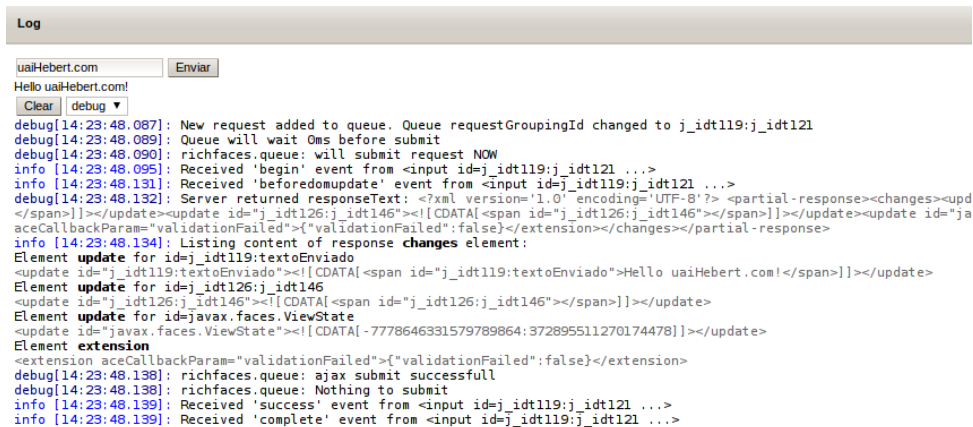 Log
uaiHebert.com Enviar
Hello uaiHebert.com!
Clear debug ▼
debug[14:23:48.087]: New request added to queue. Queue requestGroupingId changed to j_idt119:j_idt121
debug[14:23:48.089]: Queue will wait 0ms before submit
debug[14:23:48.090]: richfaces.queue: will submit request NOW
info [14:23:48.095]: Received 'begin' event from <input id=j_idt119:j_idt121 ...>
info [14:23:48.131]: Received 'beforedomupdate' event from <input id=j_idt119:j_idt121 ...>
debug[14:23:48.132]: Server returned responseText: <?xml version='1.0' encoding='UTF-8'?> <partial-response><changes><upd
</span>]]></update><update id="j_idt126:j_idt146"><![CDATA[<span id="j_idt126:j_idt146"></span>]]></update><update id="ja
aceCallbackParam="validationFailed">{"validationFailed":false}</extension></changes></partial-response>
info [14:23:48.134]: Listing content of response changes element:
Element update for id=j_idt119:textoEnviado
<update id="j_idt119:textoEnviado"><![CDATA[<span id="j_idt119:textoEnviado">Hello uaiHebert.com!</span>]]></update>
Element update for id=j_idt126:j_idt146
<update id="j_idt126:j_idt146"><![CDATA[<span id="j_idt126:j_idt146"></span>]]></update>
Element update for id=javax.faces.ViewState
<update id="javax.faces.ViewState"><![CDATA[-7778646331579789864:372895511270174478]]></update>
Element extension
<extension aceCallbackParam="validationFailed">{"validationFailed":false}</extension>
debug[14:23:48.138]: richfaces.queue: ajax submit successfull
debug[14:23:48.138]: richfaces.queue: Nothing to submit
info [14:23:48.139]: Received 'success' event from <input id=j_idt119:j_idt121 ...>
info [14:23:48.139]: Received 'complete' event from <input id=j_idt119:j_idt121 ...>